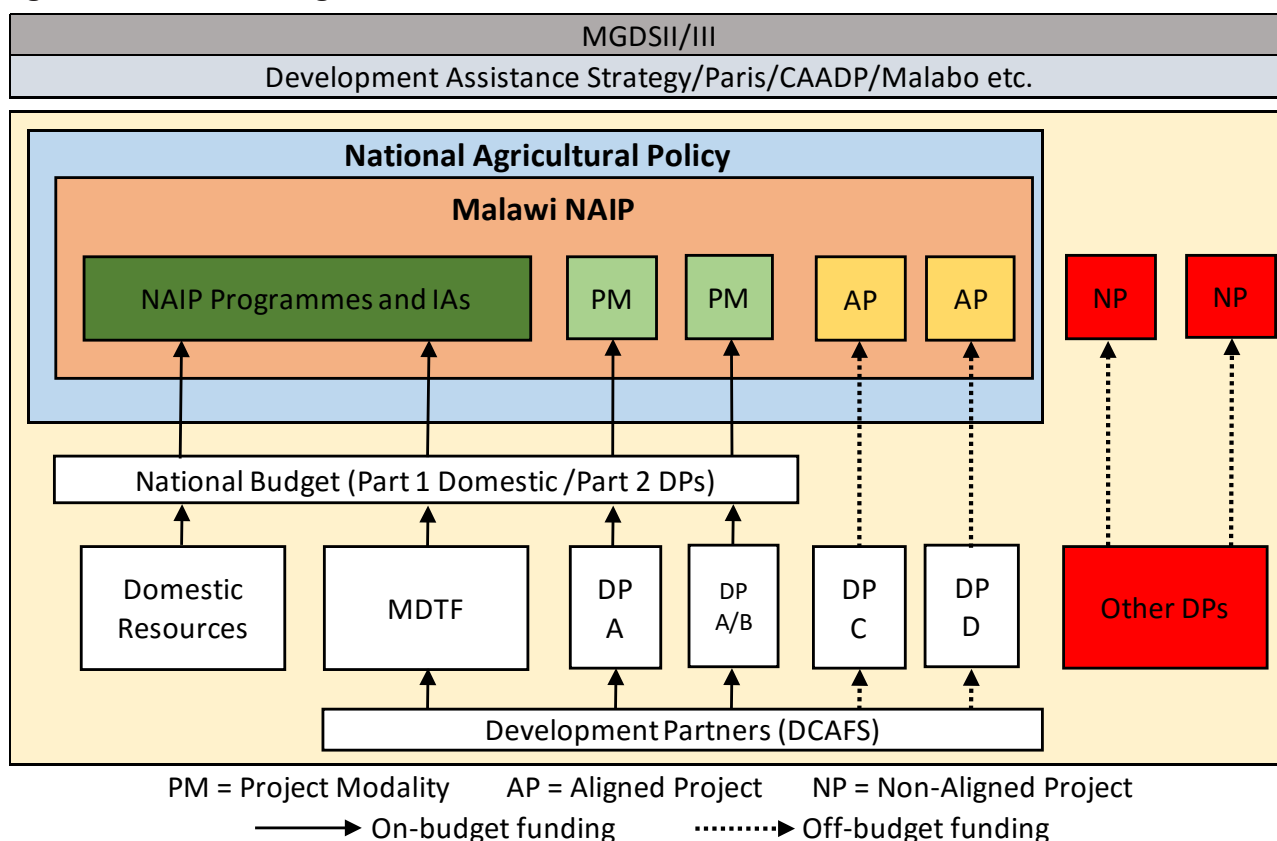 MGDSII/III
Development Assistance Strategy/Paris/CAADP/Malabo etc.
National Agricultural Policy
Malawi NAIP
NAIP Programmes and IAs
PM
PM
AP
AP
NP
NP
National Budget (Part 1 Domestic /Part 2 DPs)
Domestic
Resources
MDTF
DP
A
DP
A/B
DP
C
DP
D
Other DPs
Development Partners (DCAFS)
PM = Project Modality AP = Aligned Project NP = Non-Aligned Project
On-budget funding Off-budget funding